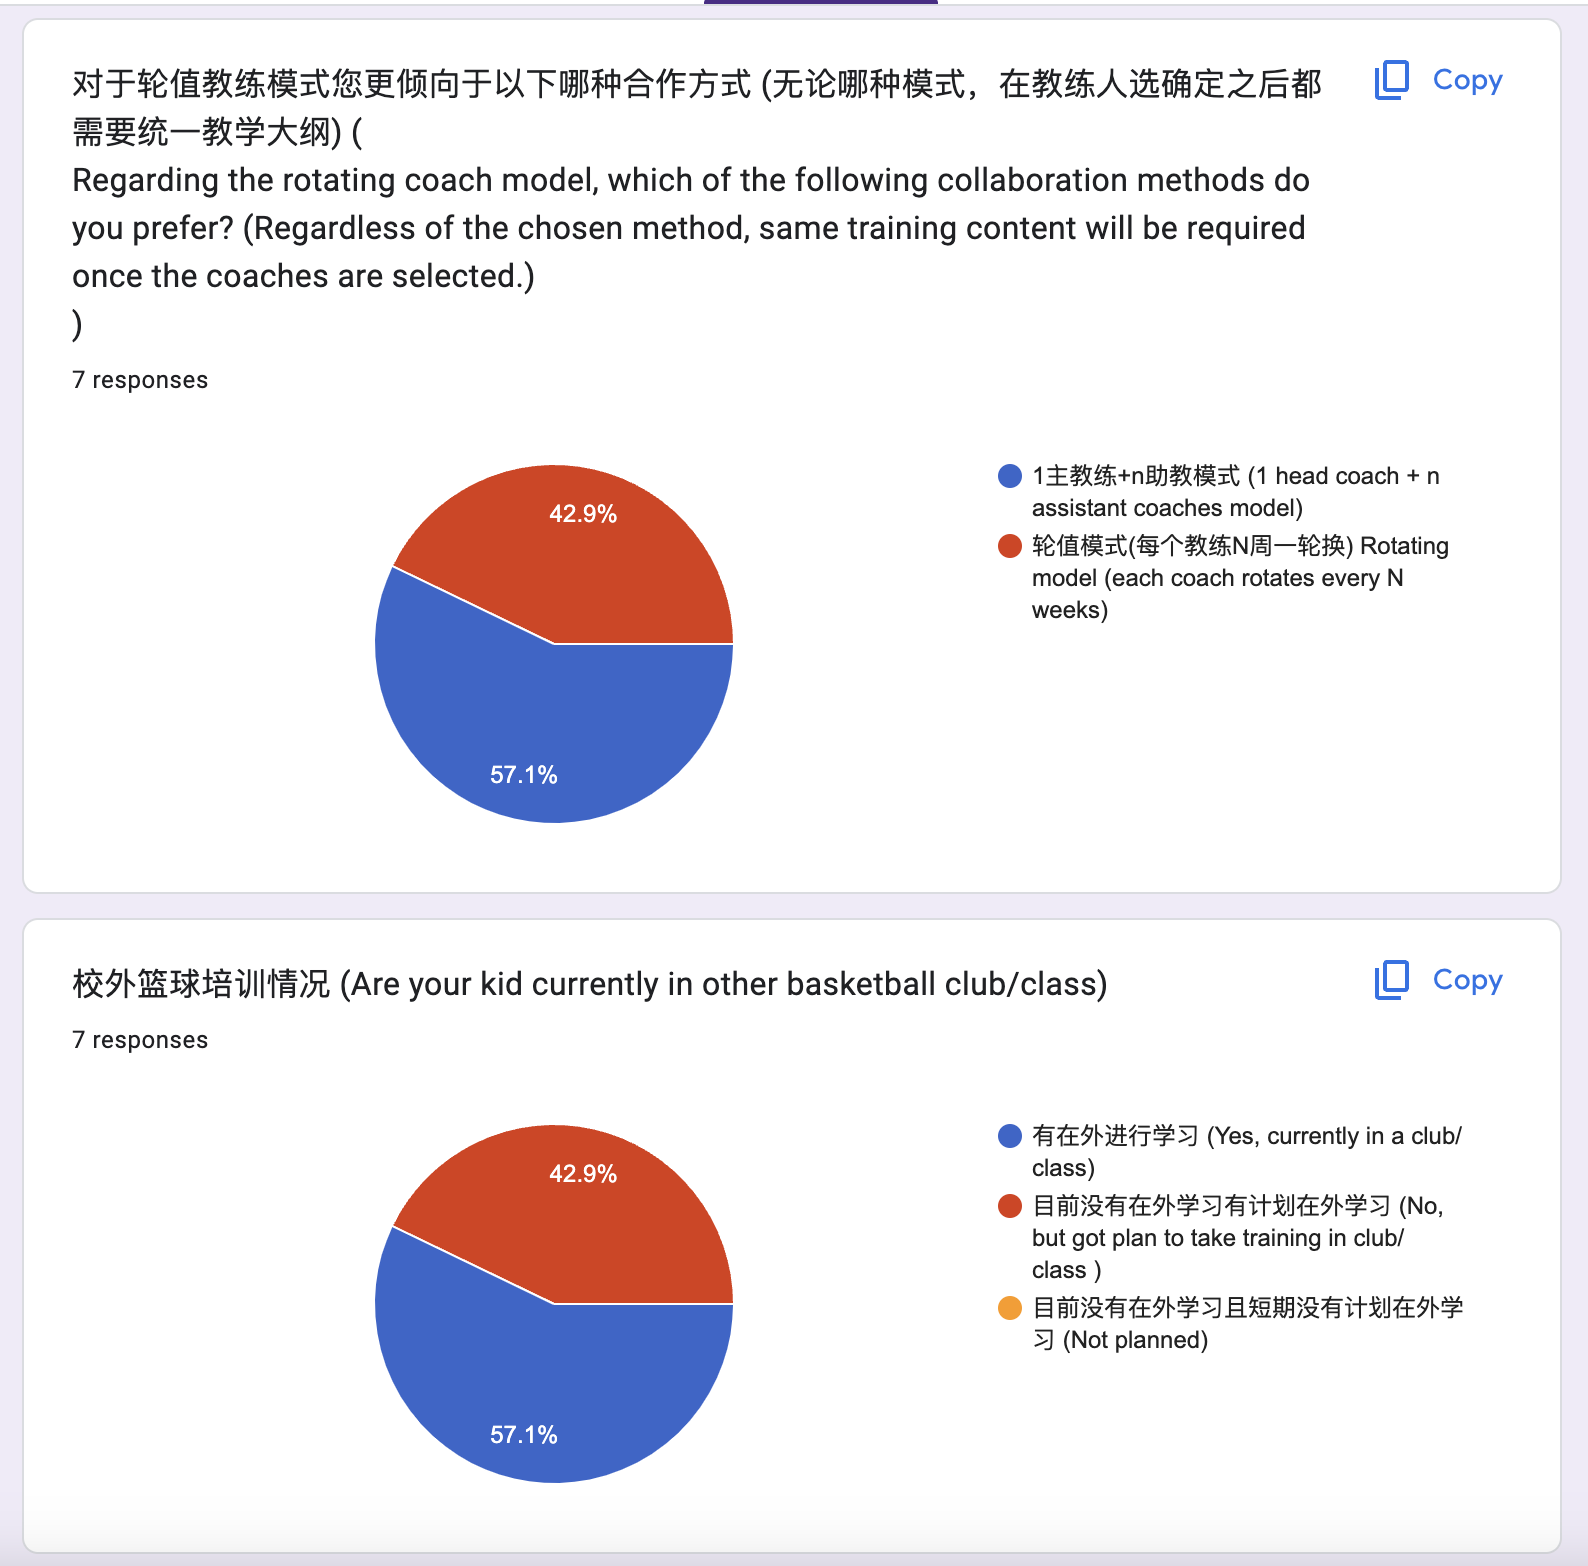 对于轮值教练模式您更倾向于以下哪种合作方式 (无论哪种模式，在教练人选确定之后都
需要统一教学大纲) (
Regarding the rotating coach model, which of the following collaboration methods do
you prefer? (Regardless of the chosen method, same training content will be required
once the coaches are selected.)
)
Copy
7 responses
42.9%
57.1%
1主教练+n助教模式 (1 head coach + n
assistant coaches model)
轮值模式(每个教练N周一轮换) Rotating
model (each coach rotates every N
weeks)
校外篮球培训情况 (Are your kid currently in other basketball club/class)
Copy
7 responses
42.9%
57.1%
有在外进行学习 (Yes, currently in a club/
class)
目前没有在外学习有计划在外学习 (No,
but got plan to take training in club/
class )
目前没有在外学习且短期没有计划在外学
习 (Not planned)